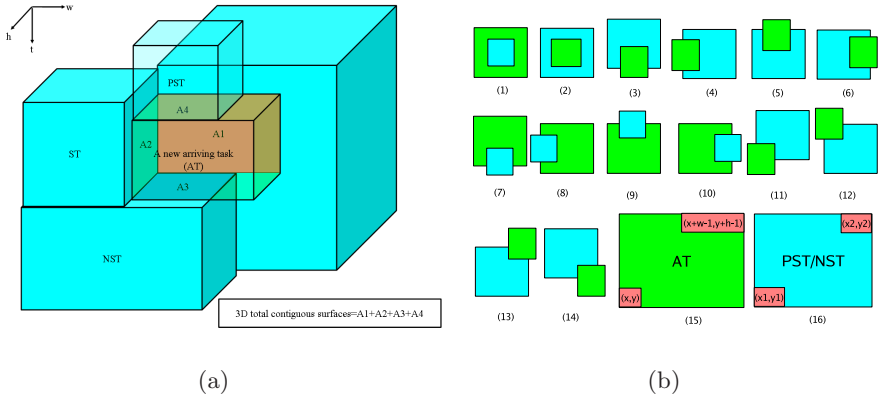 w
h
t
PST
A4
ST
A2
A1
A new arriving task
(AT)
A3
NST
3D total contiguous surfaces=A1+A2+A3+A4
(a)
(1)
(2)
(3)
(4)
(5)
(6)
(7)
(8)
(9)
(10)
(11)
(12)
(13)
(14)
(x+w-1,y+h-1)
AT
(x,y)
(15)
(x2,y2)
PST/NST
(x1,y1)
(16)
(b)